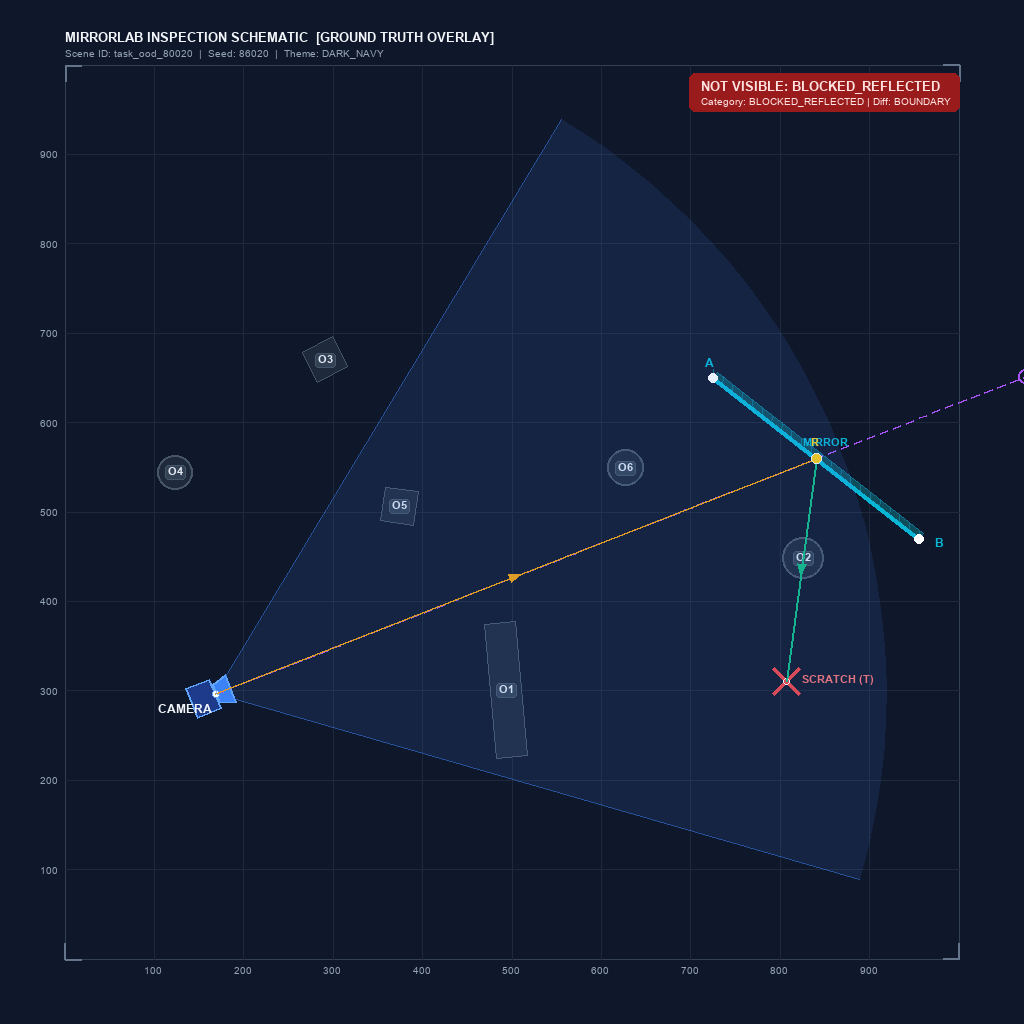 MIRRORLAB INSPECTION SCHEMATIC [GROUND TRUTH OVERLAY]
Scene ID: task_ood_80020 | Seed: 86020 | Theme: DARK_NAVY
NOT VISIBLE: BLOCKED_REFLECTED
Category: BLOCKED_REFLECTED | Diff: BOUNDARY
900
800
700
600
500
400
300
200
100
A
MIRROR
R
B
O3
O4
O6
O5
O2
O1
SCRATCH (T)
CAMERA
100 200 300 400 500 600 700 800 900